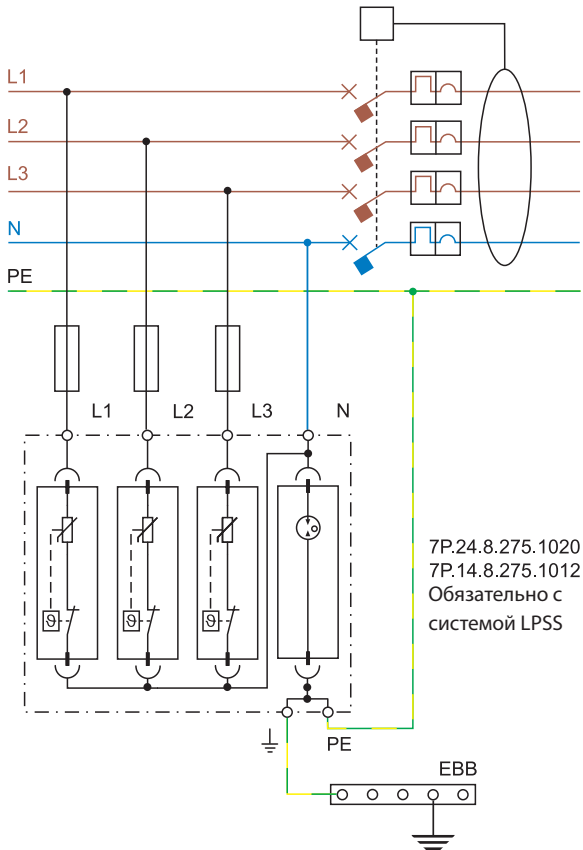 L1
L2
L3
N
PE
L1 L2 L3 N
ϑ ϑ ϑ
7P.24.8.275.1020
7P.14.8.275.1012
Обязательно с
системой LPSS
PE
EBB